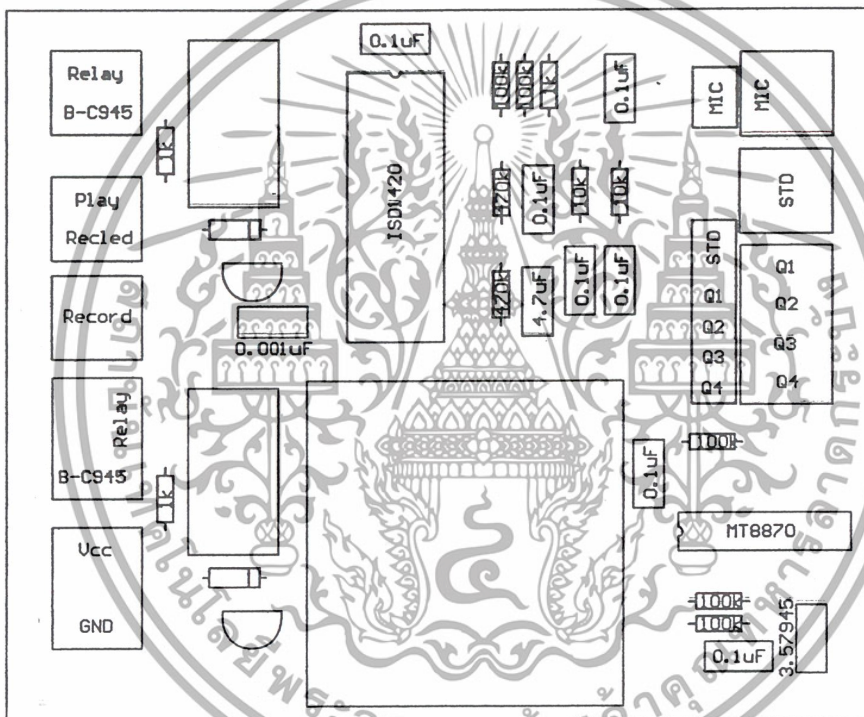 0.1uF
Relay
B-C945
1k
Play
Recled
Record
0.001uF
Relay
B-C945
1k
Vcc
GND
ISD1420
100k
100k
1k
0.1uF
470k
0.1uF
10k
10k
470k
4.7uF
0.1uF
0.1uF
MIC
MIC
STD
STD
Q1
Q2
Q3
Q4
Q1
Q2
Q3
Q4
100k
0.1uF
MT8870
100k
100k
0.1uF
3.57945